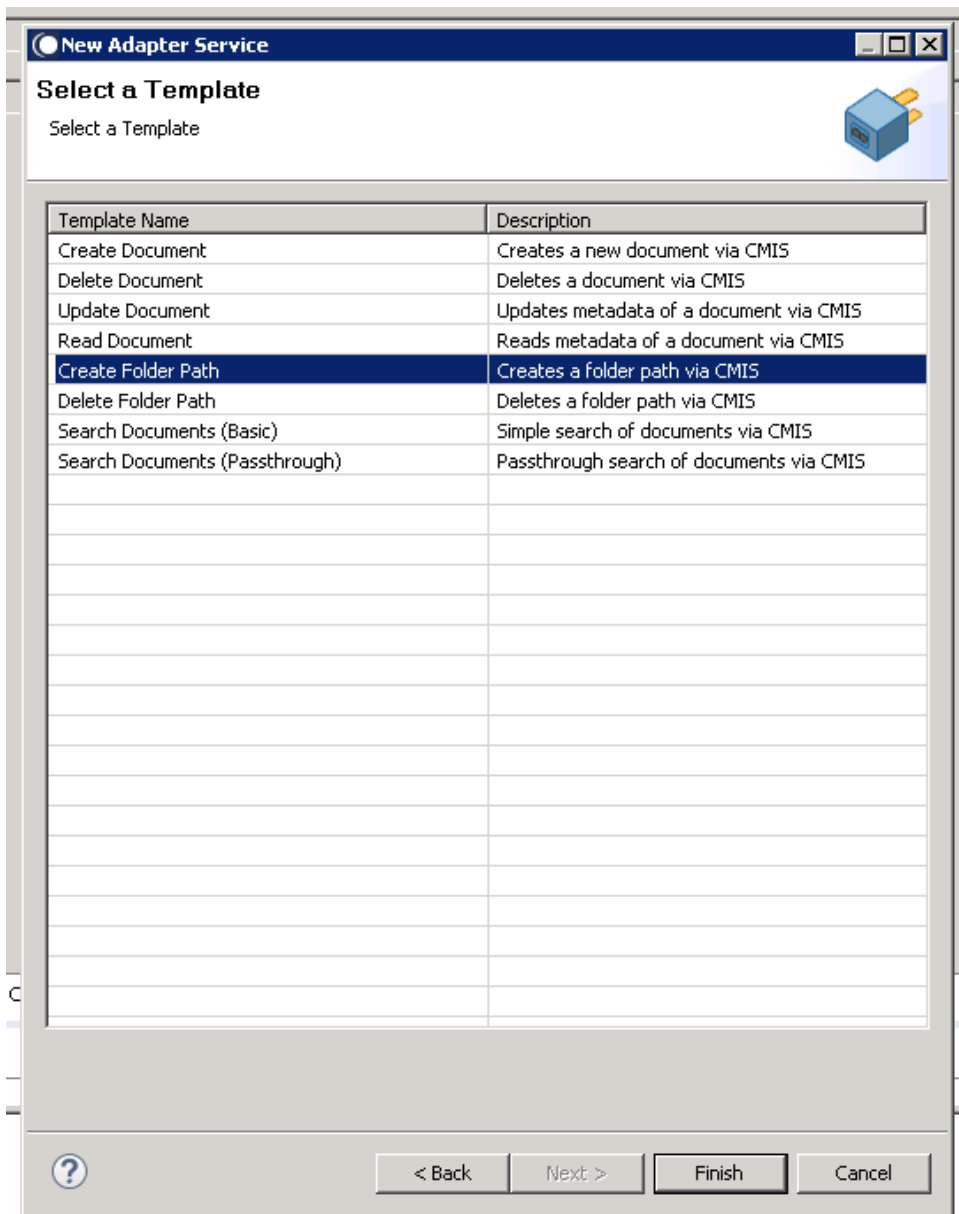 New Adapter Service
Select a Template
Select a Template
Template Name Description
Create Document Creates a new document via CMIS
Delete Document Deletes a document via CMIS
Update Document Updates metadata of a document via CMIS
Read Document Reads metadata of a document via CMIS
Create Folder Path Creates a folder path via CMIS
Delete Folder Path Deletes a folder path via CMIS
Search Documents (Basic) Simple search of documents via CMIS
Search Documents (Passthrough) Passthrough search of documents via CMIS
? < Back Next > Finish Cancel